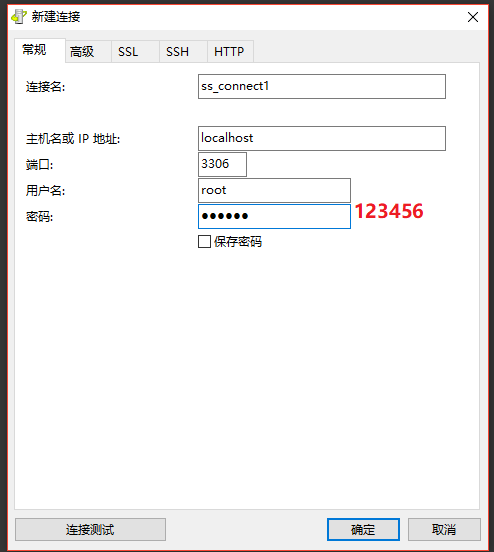 新建连接
常规 高级 SSL SSH HTTP
连接名: ss_connect1
主机名或 IP 地址: localhost
端口: 3306
用户名: root
密码: ●●●●●● 123456
保存密码
连接测试 确定 取消